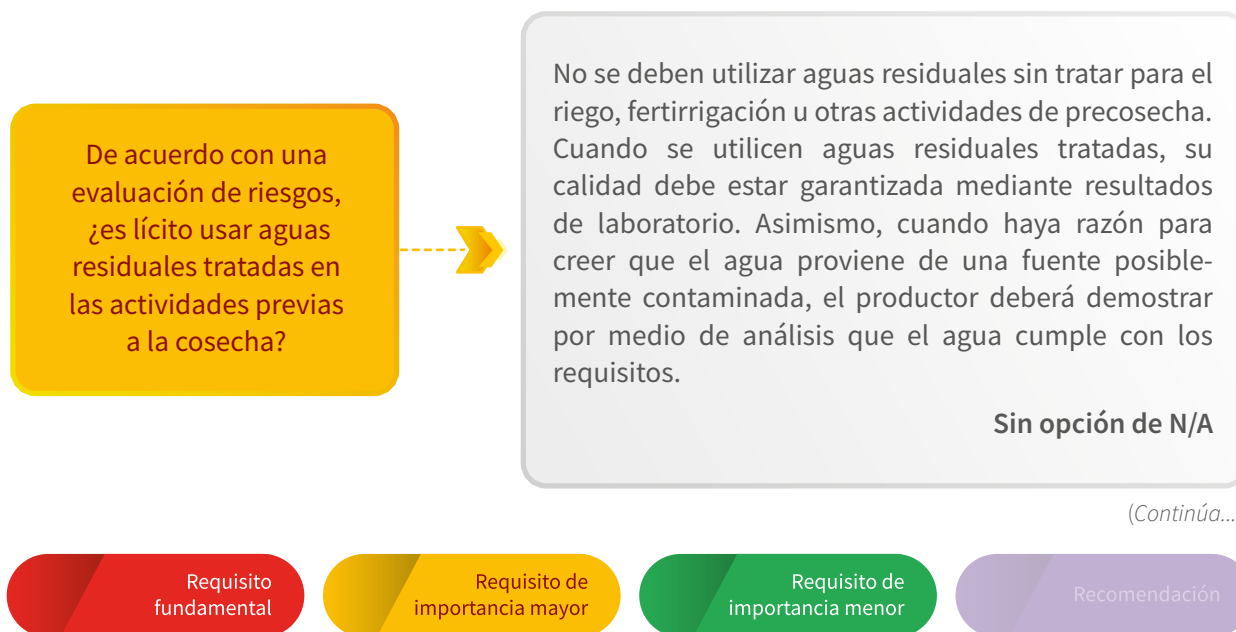 De acuerdo con una
evaluación de riesgos,
¿es lícito usar aguas
residuales tratadas en
las actividades previas
a la cosecha?
No se deben utilizar aguas residuales sin tratar para el
riego, fertirrigación u otras actividades de precosecha.
Cuando se utilicen aguas residuales tratadas, su
calidad debe estar garantizada mediante resultados
de laboratorio. Asimismo, cuando haya razón para
creer que el agua proviene de una fuente posible-
mente contaminada, el productor deberá demostrar
por medio de análisis que el agua cumple con los
requisitos.
Sin opción de N/A
(Continúa...
Requisito
fundamental
Requisito de
importancia mayor
Requisito de
importancia menor
Recomendación